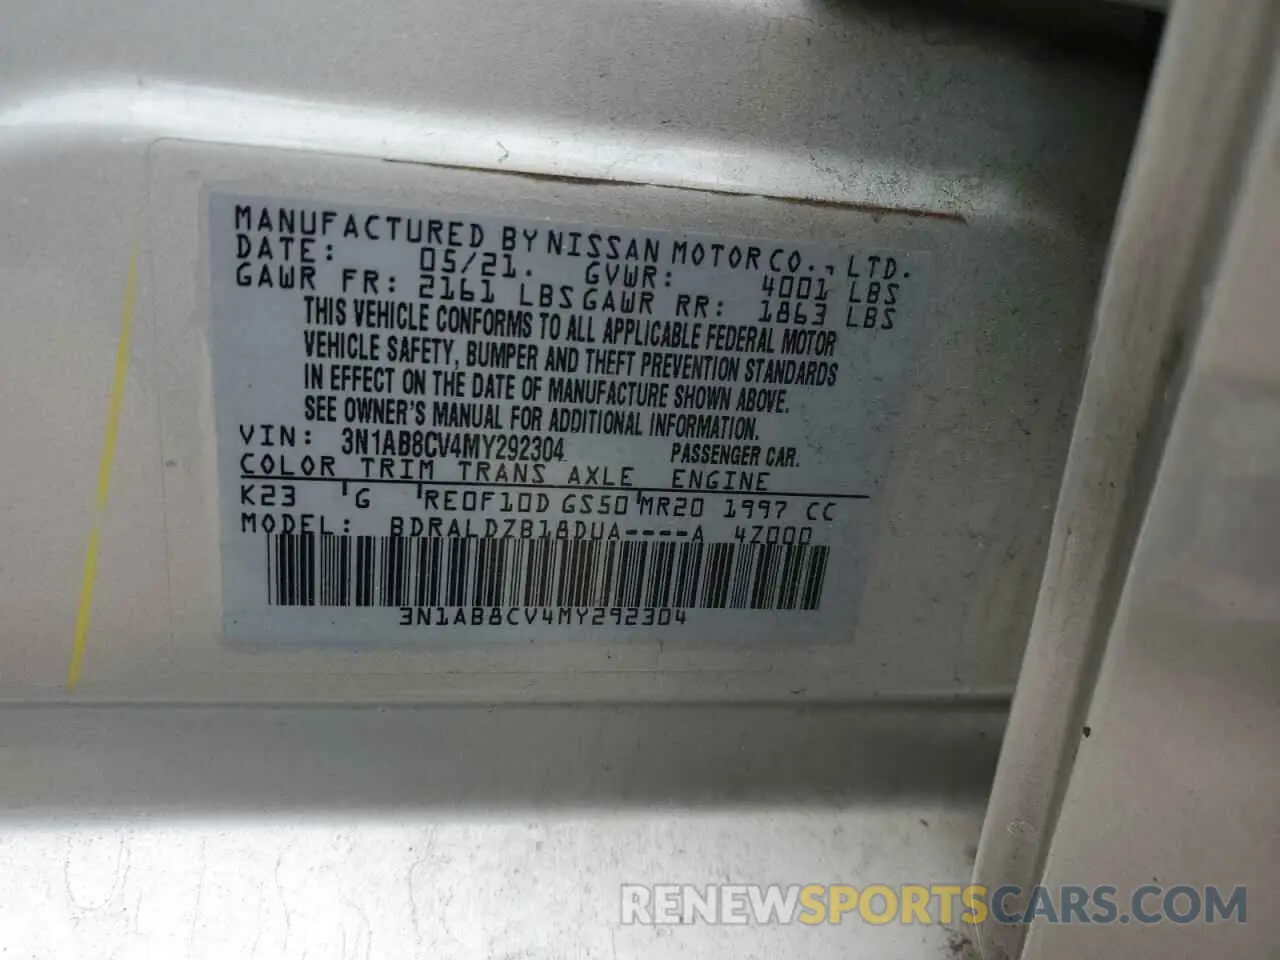 MANUFACTURED BY NISSAN MOTOR CO., LTD.
DATE: 05/21. GVWR: 4001 LBS
GAWR FR: 2161 LBS GAWR RR: 1863 LBS
THIS VEHICLE CONFORMS TO ALL APPLICABLE FEDERAL MOTOR
VEHICLE SAFETY, BUMPER AND THEFT PREVENTION STANDARDS
IN EFFECT ON THE DATE OF MANUFACTURE SHOWN ABOVE.
SEE OWNER'S MANUAL FOR ADDITIONAL INFORMATION.
VIN: 3N1AB8CV4MY292304 PASSENGER CAR.
COLOR TRIM TRANS AXLE ENGINE
K23 G RE0F10D GS50 MR20 1997 CC
MODEL: BDRALDZB18DUA----A 4Z000
3N1AB8CV4MY292304
RENEWSPORTSCARS.COM